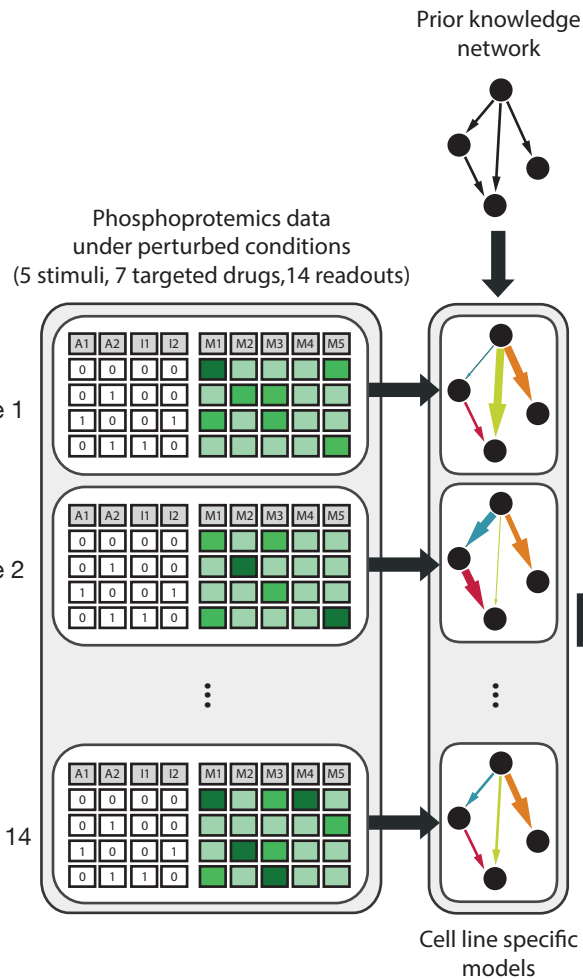 Prior knowledge
network
Phosphoprotemics data
under perturbed conditions
(5 stimuli, 7 targeted drugs,14 readouts)
A1 A2 I1 I2 M1 M2 M3 M4 M5
0 0 0 0
0 1 0 0
1 0 0 1
0 1 1 0
e 1
A1 A2 I1 I2 M1 M2 M3 M4 M5
0 0 0 0
0 1 0 0
1 0 0 1
0 1 1 0
e 2
...
...
A1 A2 I1 I2 M1 M2 M3 M4 M5
0 0 0 0
0 1 0 0
1 0 0 1
0 1 1 0
14
Cell line specific
models